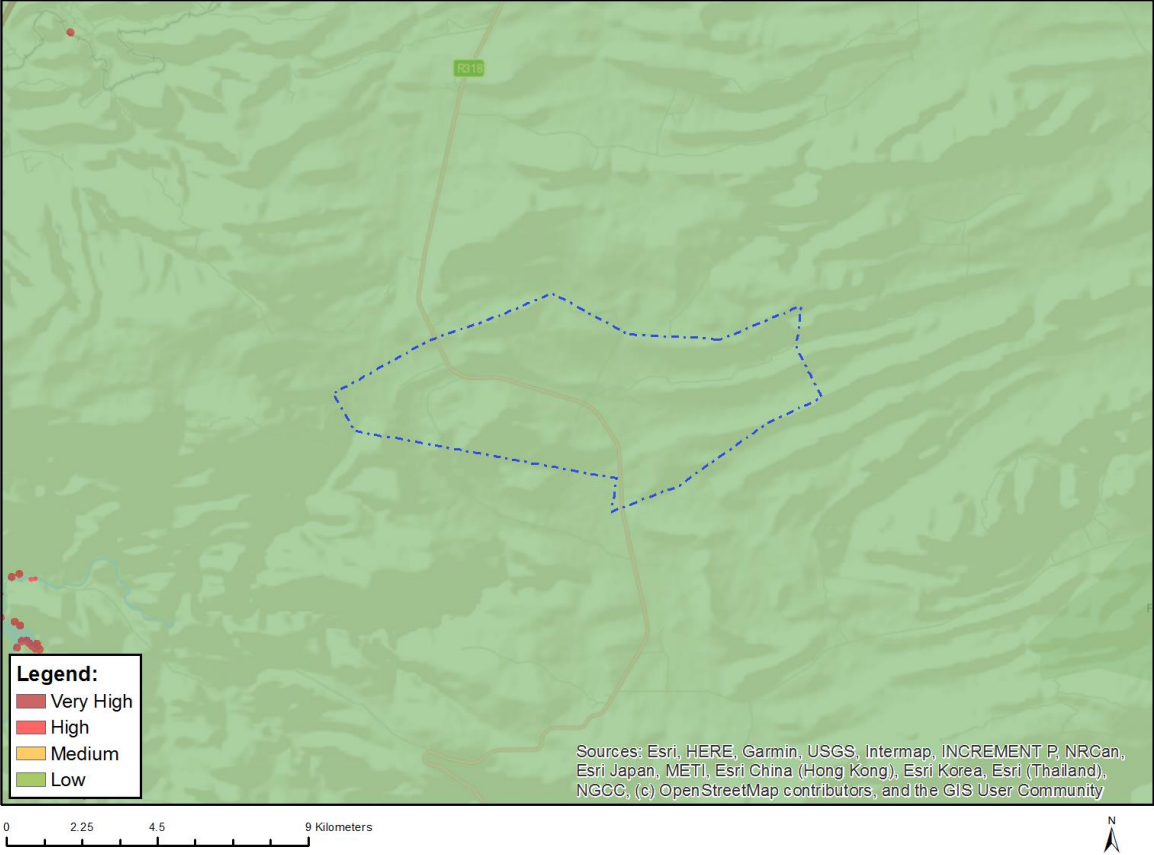 R318
Legend:
Very High
High
Medium
Low
Sources: Esri, HERE, Garmin, USGS, Intermap, INCREMENT P, NRCan,
Esri Japan, METI, Esri China (Hong Kong), Esri Korea, Esri (Thailand),
NGCC, (c) OpenStreetMap contributors, and the GIS User Community
0 2.25 4.5 9 Kilometers
N